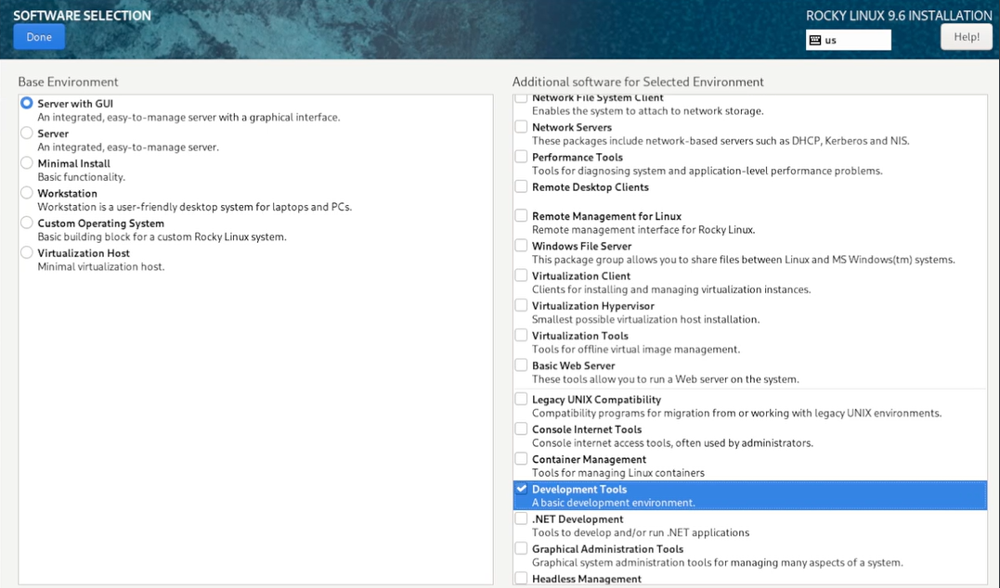 SOFTWARE SELECTION
ROCKY LINUX 9.6 INSTALLATION
Done
us
Help!
Base Environment
Server with GUI
An integrated, easy-to-manage server with a graphical interface.
Server
An integrated, easy-to-manage server.
Minimal Install
Basic functionality.
Workstation
Workstation is a user-friendly desktop system for laptops and PCs.
Custom Operating System
Basic building block for a custom Rocky Linux system.
Virtualization Host
Minimal virtualization host.
Additional software for Selected Environment
Network File System Client
Enables the system to attach to network storage.
Network Servers
These packages include network-based servers such as DHCP, Kerberos and NIS.
Performance Tools
Tools for diagnosing system and application-level performance problems.
Remote Desktop Clients
Remote Management for Linux
Remote management interface for Rocky Linux.
Windows File Server
This package group allows you to share files between Linux and MS Windows(tm) systems.
Virtualization Client
Clients for installing and managing virtualization instances.
Virtualization Hypervisor
Smallest possible virtualization host installation.
Virtualization Tools
Tools for offline virtual image management.
Basic Web Server
These tools allow you to run a Web server on the system.
Legacy UNIX Compatibility
Compatibility programs for migration from or working with legacy UNIX environments.
Console Internet Tools
Console internet access tools, often used by administrators.
Container Management
Tools for managing Linux containers
Development Tools
A basic development environment.
.NET Development
Tools to develop and/or run .NET applications
Graphical Administration Tools
Graphical system administration tools for managing many aspects of a system.
Headless Management